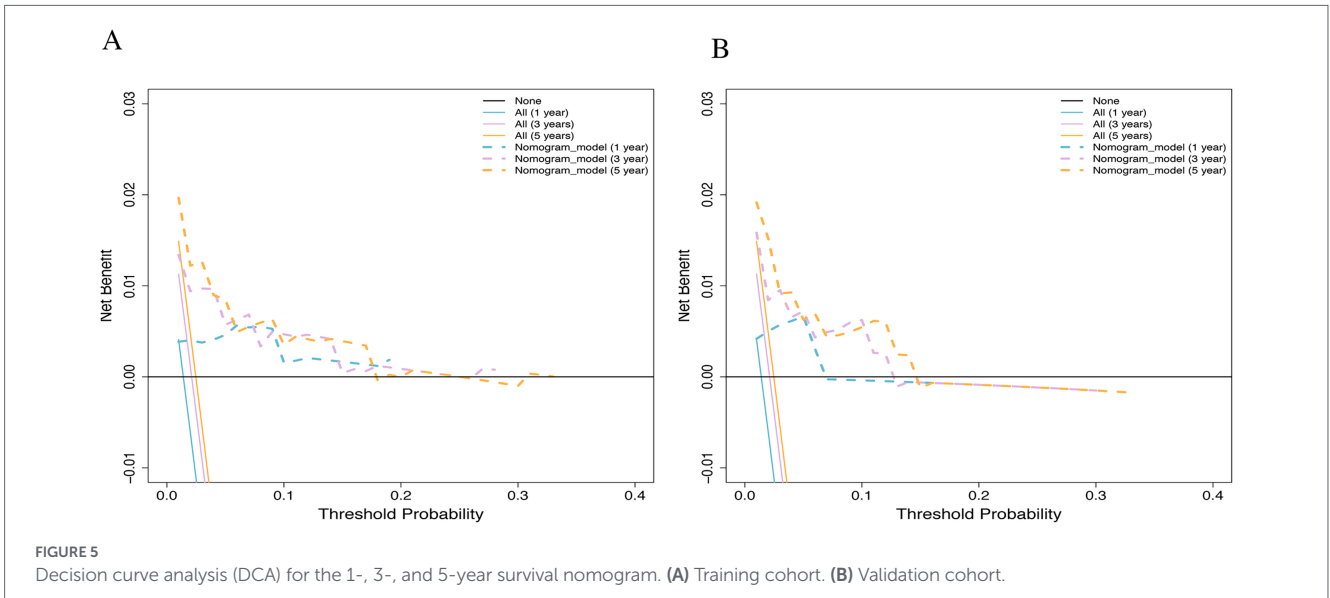 A
Net Benefit
0.03
0.02
0.01
0.00
−0.01
None
All (1 year)
All (3 years)
All (5 years)
Nomogram_model (1 year)
Nomogram_model (3 year)
Nomogram_model (5 year)
0.0 0.1 0.2 0.3 0.4
Threshold Probability
B
Net Benefit
0.03
0.02
0.01
0.00
−0.01
None
All (1 year)
All (3 years)
All (5 years)
Nomogram_model (1 year)
Nomogram_model (3 year)
Nomogram_model (5 year)
0.0 0.1 0.2 0.3 0.4
Threshold Probability
FIGURE 5
Decision curve analysis (DCA) for the 1-, 3-, and 5-year survival nomogram. (A) Training cohort. (B) Validation cohort.